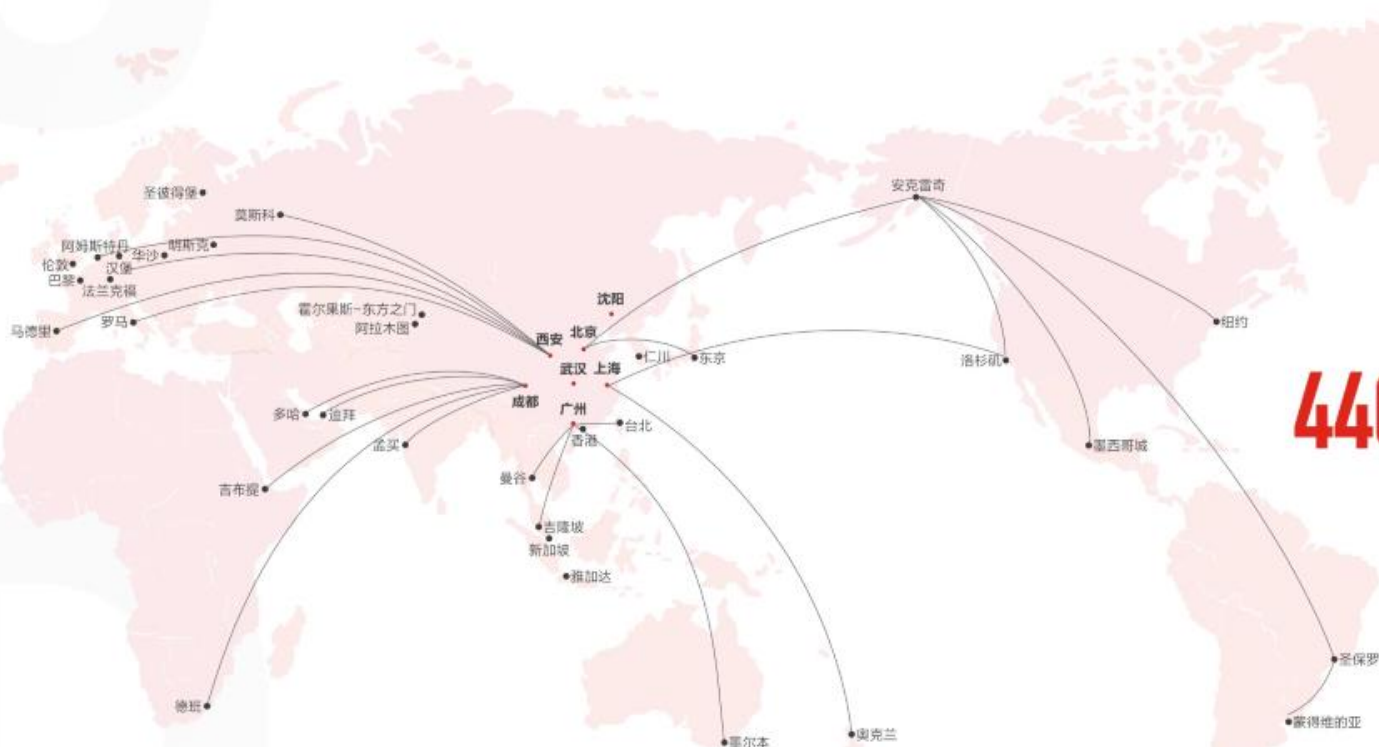 安克雷奇
圣彼得堡
莫斯科
阿姆斯特丹
明斯克
华沙
伦敦
汉堡
巴黎
法兰克福
马德里
罗马
霍尔果斯-东方之门
阿拉木图
沈阳
西安
北京
仁川
东京
武汉
上海
洛杉矶
纽约
成都
广州
多哈
迪拜
台北
香港
孟买
墨西哥城
曼谷
吉布提
吉隆坡
新加坡
雅加达
圣保罗
德班
蒙得维的亚
奥克兰
墨尔本